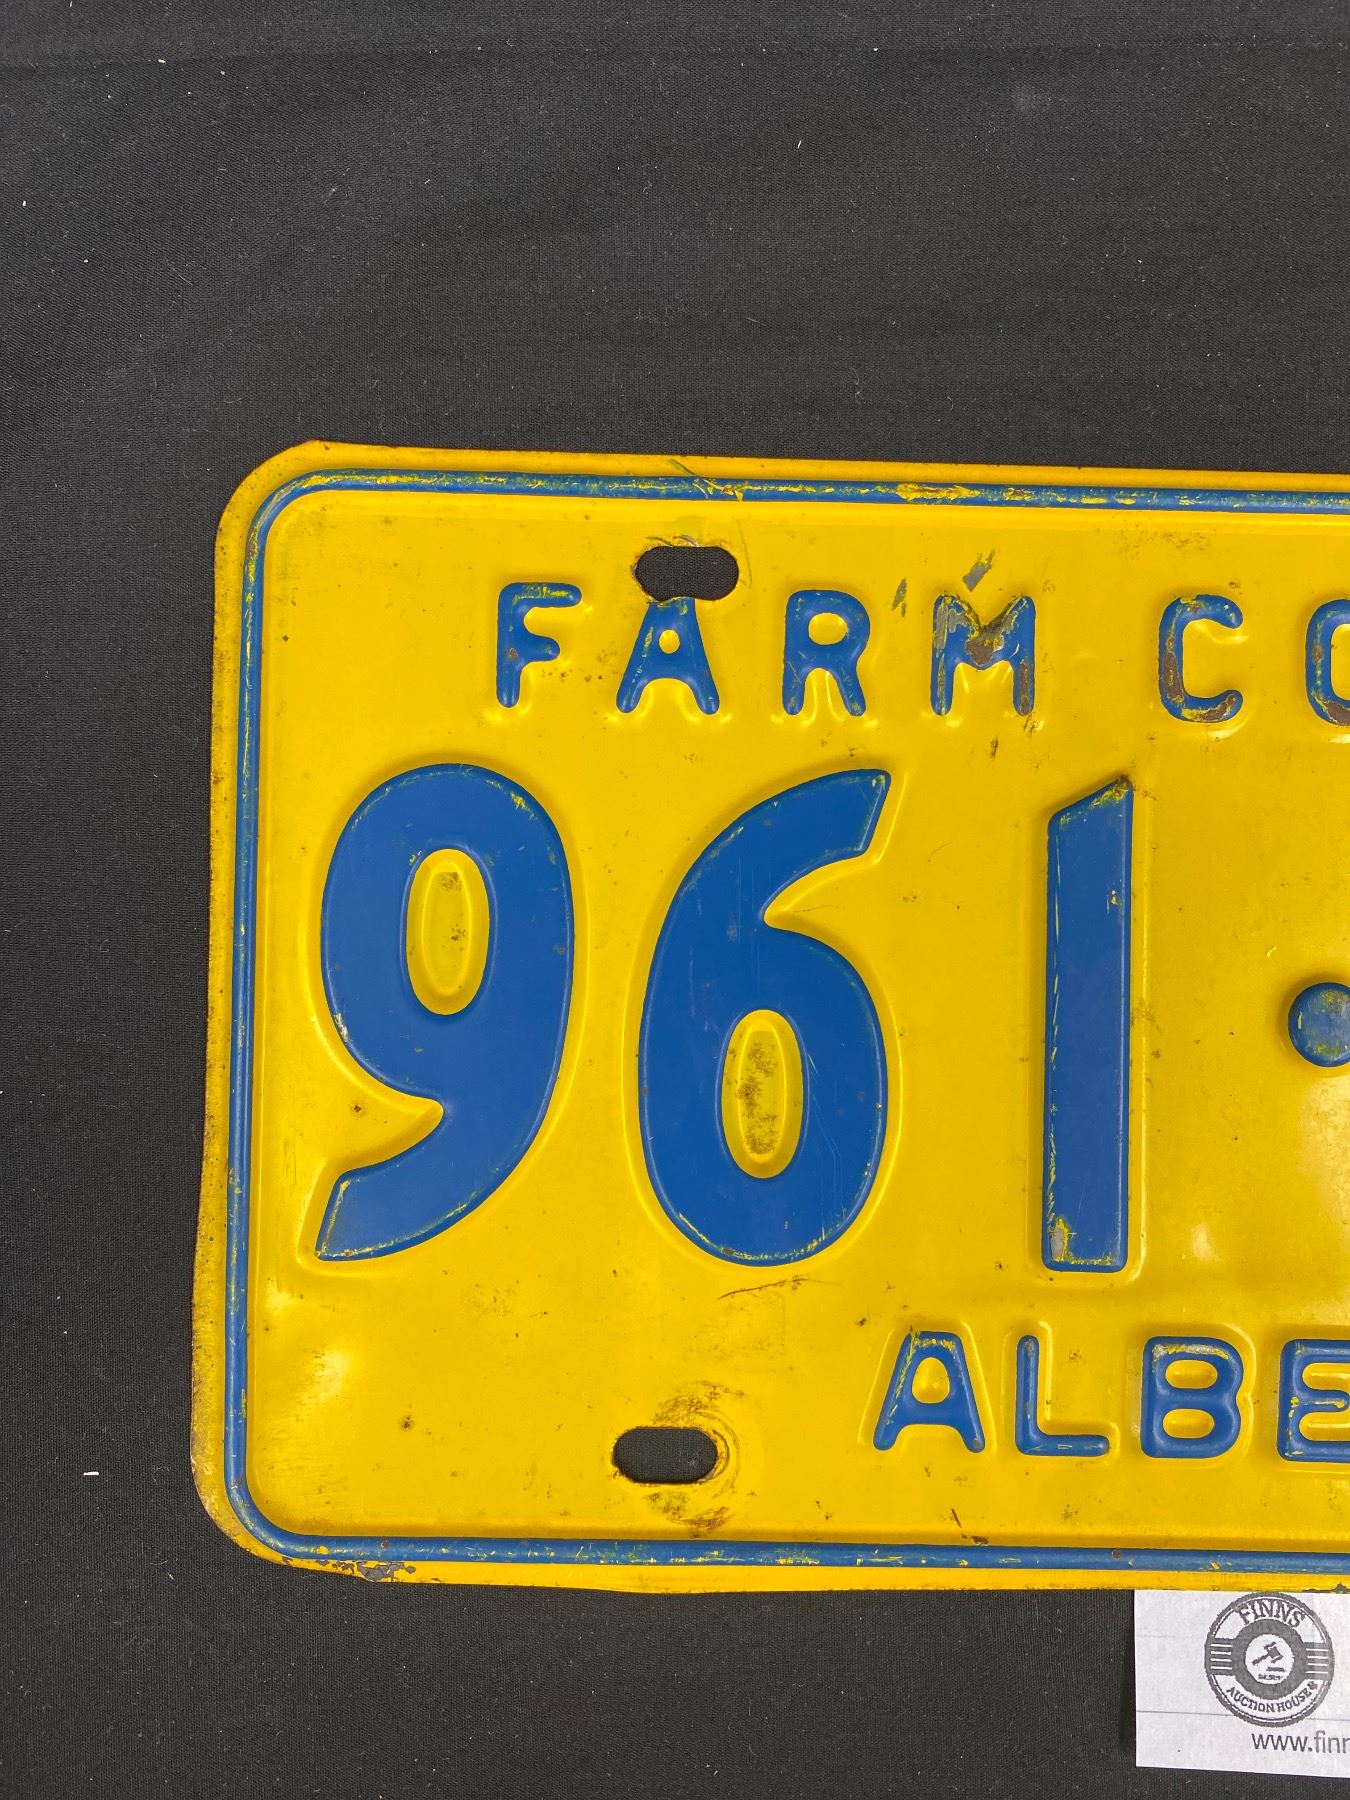 FARM CO
961·
ALBE
FINNS
AUCTION HOUSE
www.finn